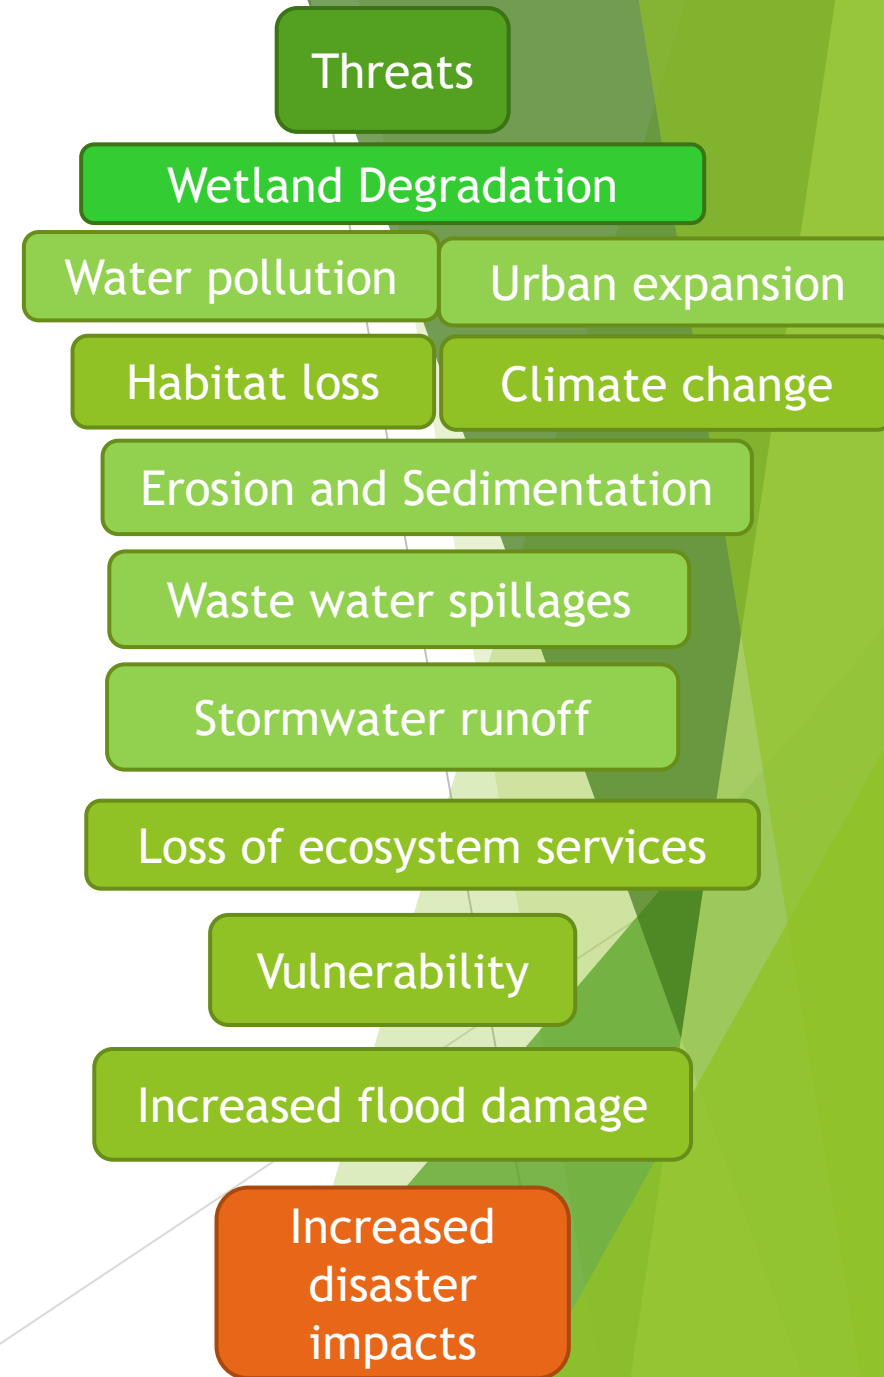 Threats
Wetland Degradation
Water pollution
Urban expansion
Habitat loss
Climate change
Erosion and Sedimentation
Waste water spillages
Stormwater runoff
Loss of ecosystem services
Vulnerability
Increased flood damage
Increased
disaster
impacts